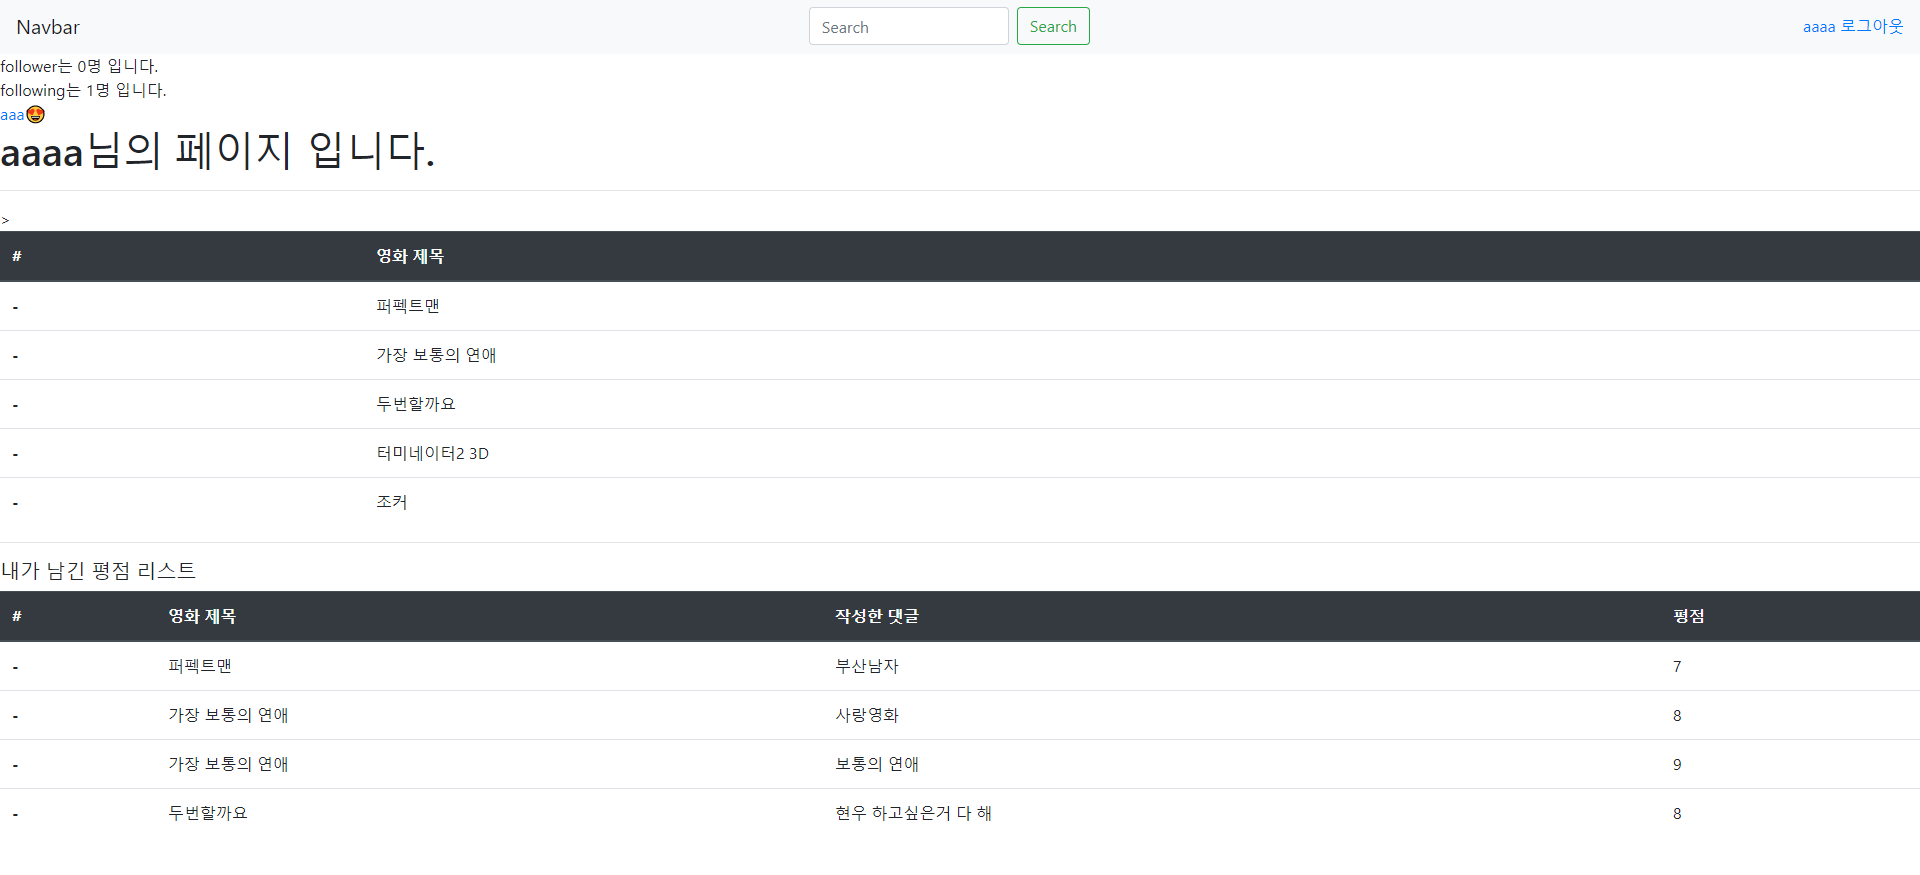 Navbar Search Search aaaa 로그아웃
follower는 0명 입니다.
following는 1명 입니다.
aaa😍
aaaa님의 페이지 입니다.
>
# 영화 제목
- 퍼펙트맨
- 가장 보통의 연애
- 두번할까요
- 터미네이터2 3D
- 조커
내가 남긴 평점 리스트
# 영화 제목 작성한 댓글 평점
- 퍼펙트맨 부산남자 7
- 가장 보통의 연애 사랑영화 8
- 가장 보통의 연애 보통의 연애 9
- 두번할까요 현우 하고싶은거 다 해 8